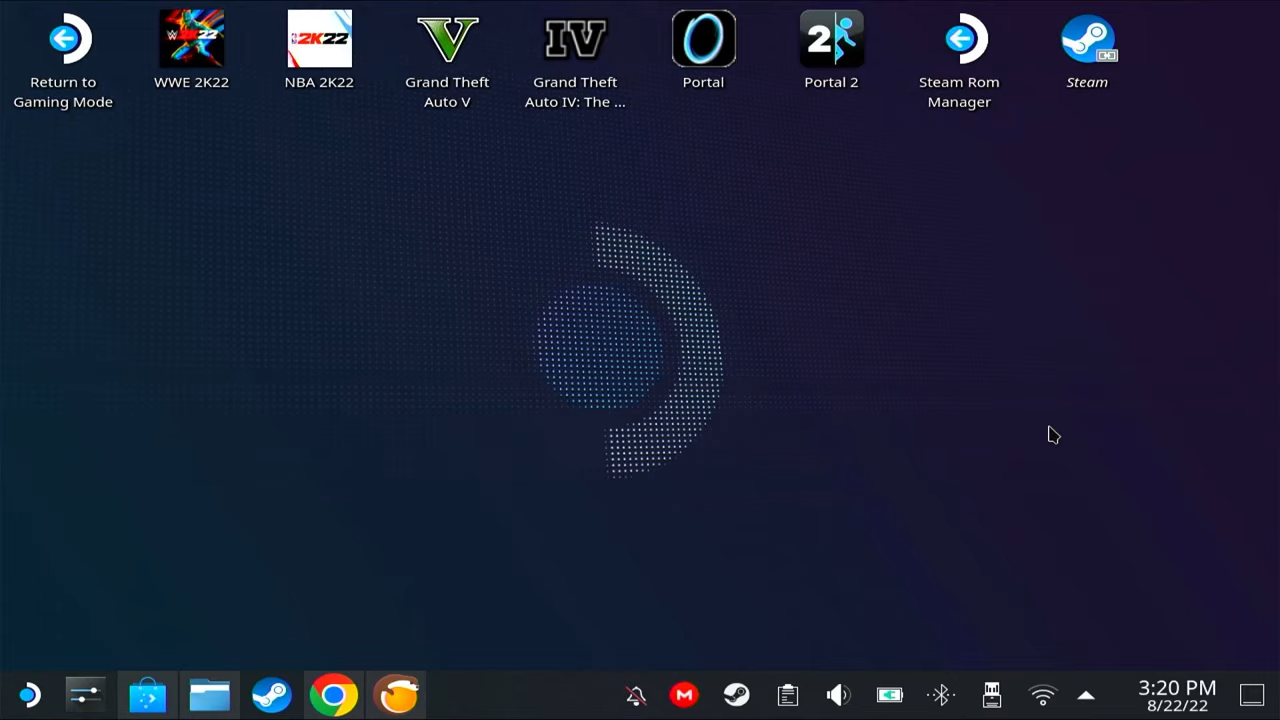 Return to
Gaming Mode
WWE 2K22
NBA 2K22
Grand Theft
Auto V
Grand Theft
Auto IV: The ...
Portal
Portal 2
Steam Rom
Manager
Steam
3:20 PM
8/22/22